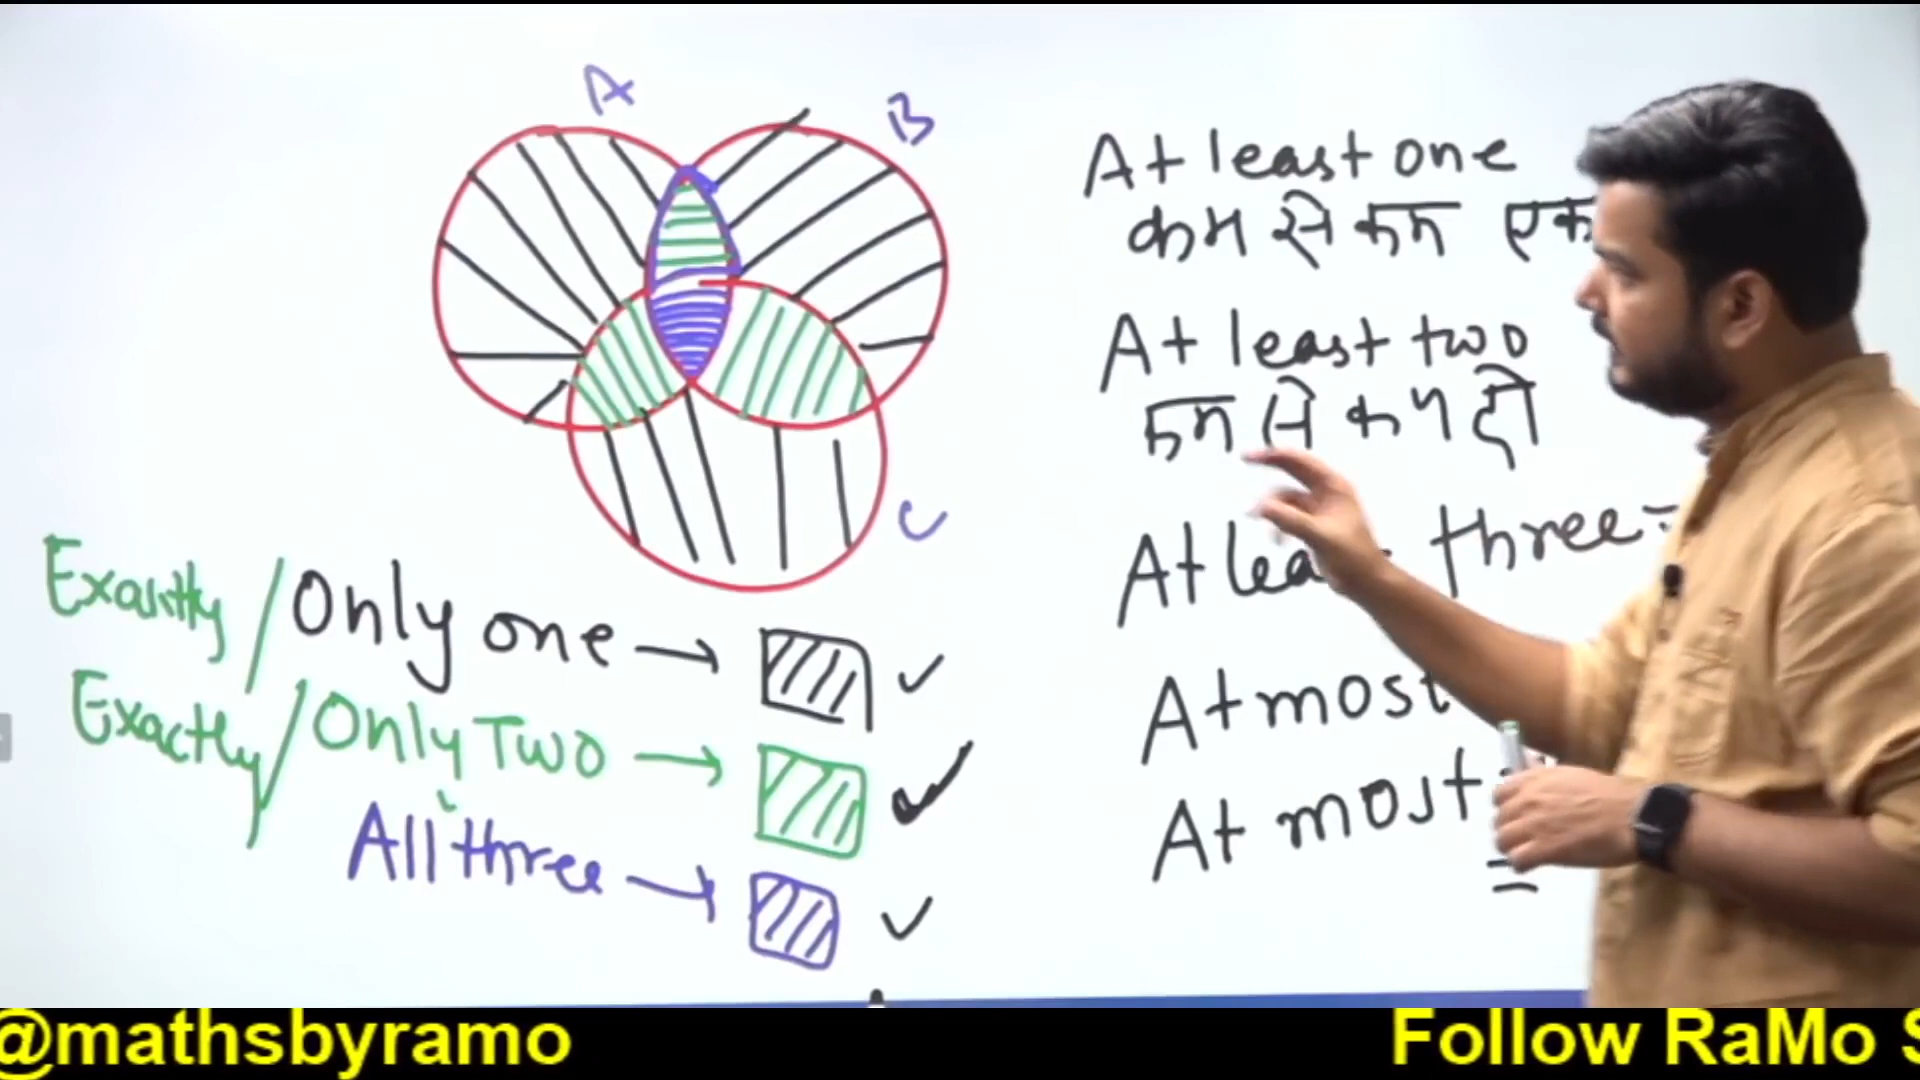 A
B
C
Exactly / Only one →
Exactly / Only Two →
All three →
At least one
कम से कम एक
At least two
कम से कम दो
At least three =
At most
At most
@mathsbyramo
Follow RaMo S